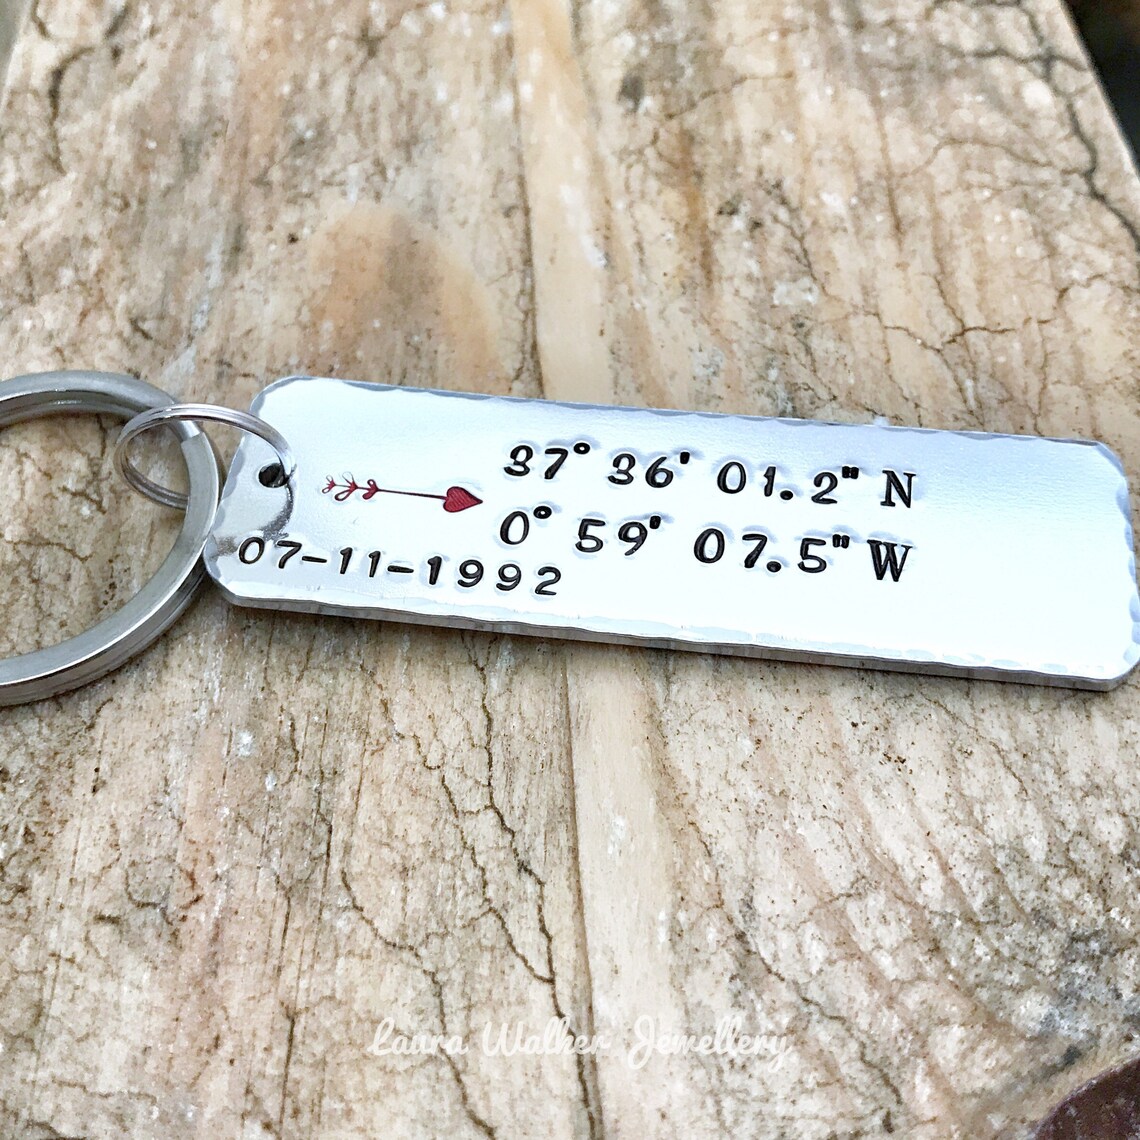 37° 36' 01.2" N
0° 59' 07.5" W
07-11-1992
Laura Walker Jewellery